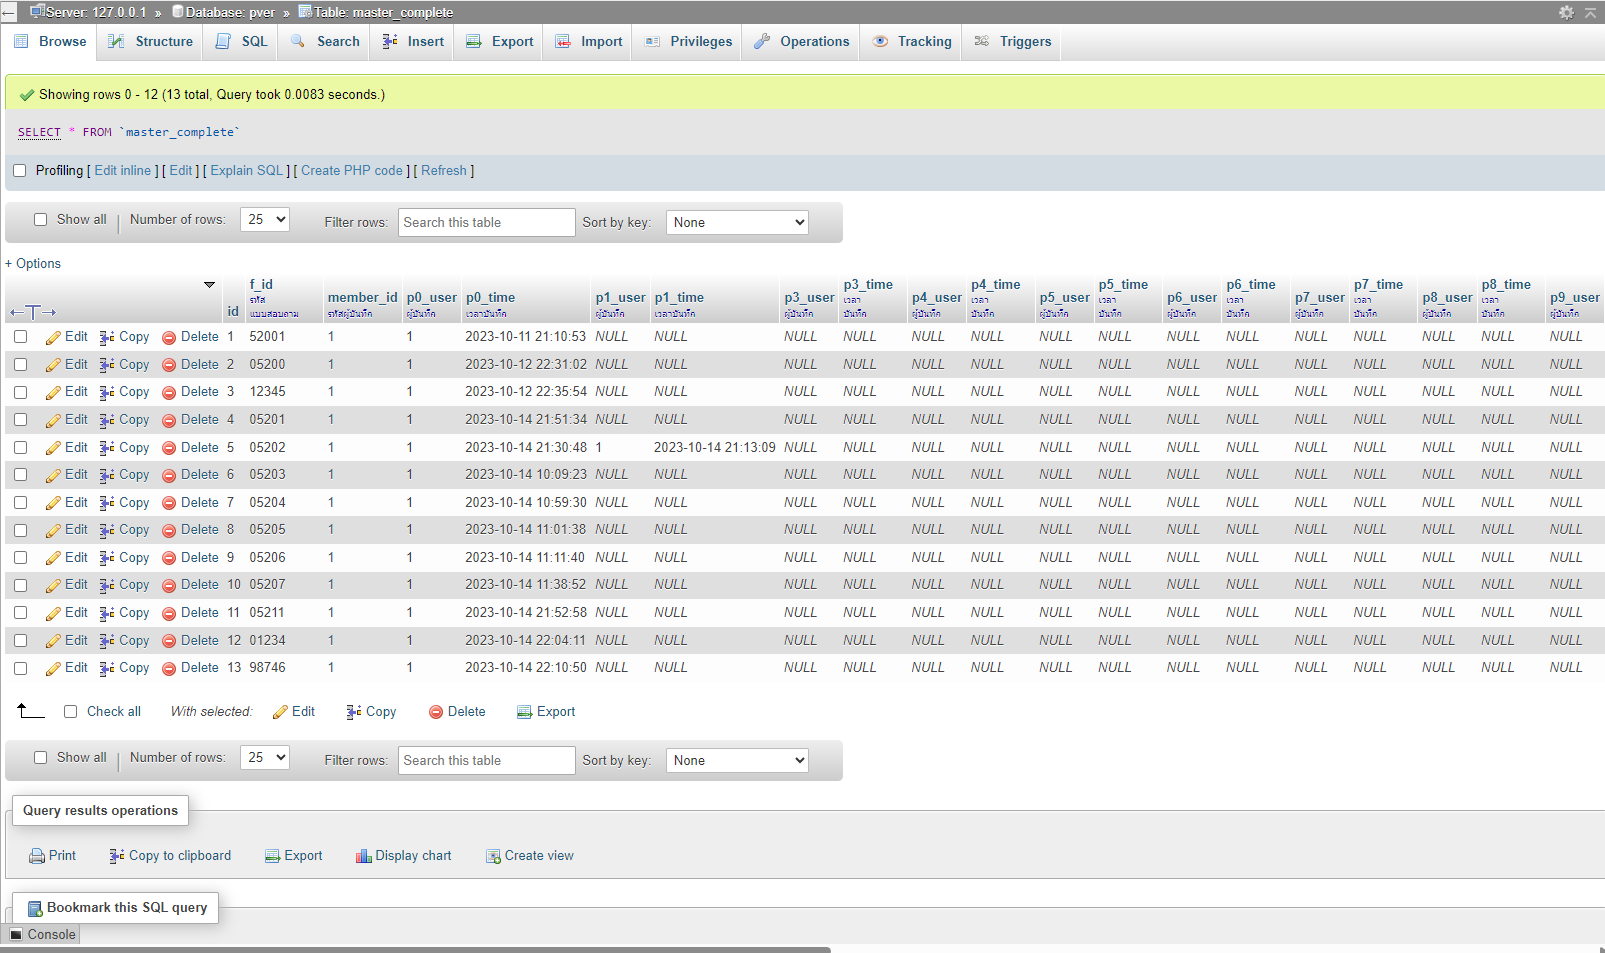 Server: 127.0.0.1 » Database: pver » Table: master_complete
Browse Structure SQL Search Insert Export Import Privileges Operations Tracking Triggers
Showing rows 0 - 12 (13 total, Query took 0.0083 seconds.)
SELECT * FROM `master_complete`
Profiling [ Edit inline ] [ Edit ] [ Explain SQL ] [ Create PHP code ] [ Refresh ]
Show all Number of rows: 25 Filter rows: Search this table Sort by key: None
+ Options
id f_id รหัสแบบสอบถาม member_id รหัสผู้บันทึก p0_user ผู้บันทึก p0_time เวลาบันทึก p1_user ผู้บันทึก p1_time เวลาบันทึก p3_user ผู้บันทึก p3_time เวลาบันทึก p4_user ผู้บันทึก p4_time เวลาบันทึก p5_user ผู้บันทึก p5_time เวลาบันทึก p6_user ผู้บันทึก p6_time เวลาบันทึก p7_user ผู้บันทึก p7_time เวลาบันทึก p8_user ผู้บันทึก p8_time เวลาบันทึก p9_user ผู้บันทึก
Edit Copy Delete 1 52001 1 1 2023-10-11 21:10:53 NULL NULL NULL NULL NULL NULL NULL NULL NULL NULL NULL NULL NULL NULL NULL
Edit Copy Delete 2 05200 1 1 2023-10-12 22:31:02 NULL NULL NULL NULL NULL NULL NULL NULL NULL NULL NULL NULL NULL NULL NULL
Edit Copy Delete 3 12345 1 1 2023-10-12 22:35:54 NULL NULL NULL NULL NULL NULL NULL NULL NULL NULL NULL NULL NULL NULL NULL
Edit Copy Delete 4 05201 1 1 2023-10-14 21:51:34 NULL NULL NULL NULL NULL NULL NULL NULL NULL NULL NULL NULL NULL NULL NULL
Edit Copy Delete 5 05202 1 1 2023-10-14 21:30:48 1 2023-10-14 21:13:09 NULL NULL NULL NULL NULL NULL NULL NULL NULL NULL NULL NULL NULL
Edit Copy Delete 6 05203 1 1 2023-10-14 10:09:23 NULL NULL NULL NULL NULL NULL NULL NULL NULL NULL NULL NULL NULL NULL NULL
Edit Copy Delete 7 05204 1 1 2023-10-14 10:59:30 NULL NULL NULL NULL NULL NULL NULL NULL NULL NULL NULL NULL NULL NULL NULL
Edit Copy Delete 8 05205 1 1 2023-10-14 11:01:38 NULL NULL NULL NULL NULL NULL NULL NULL NULL NULL NULL NULL NULL NULL NULL
Edit Copy Delete 9 05206 1 1 2023-10-14 11:11:40 NULL NULL NULL NULL NULL NULL NULL NULL NULL NULL NULL NULL NULL NULL NULL
Edit Copy Delete 10 05207 1 1 2023-10-14 11:38:52 NULL NULL NULL NULL NULL NULL NULL NULL NULL NULL NULL NULL NULL NULL NULL
Edit Copy Delete 11 05211 1 1 2023-10-14 21:52:58 NULL NULL NULL NULL NULL NULL NULL NULL NULL NULL NULL NULL NULL NULL NULL
Edit Copy Delete 12 01234 1 1 2023-10-14 22:04:11 NULL NULL NULL NULL NULL NULL NULL NULL NULL NULL NULL NULL NULL NULL NULL
Edit Copy Delete 13 98746 1 1 2023-10-14 22:10:50 NULL NULL NULL NULL NULL NULL NULL NULL NULL NULL NULL NULL NULL NULL NULL
Check all With selected: Edit Copy Delete Export
Show all Number of rows: 25 Filter rows: Search this table Sort by key: None
Query results operations
Print Copy to clipboard Export Display chart Create view
Bookmark this SQL query
Console